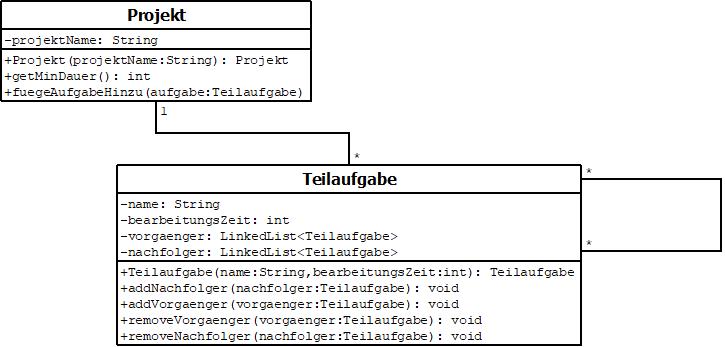 Projekt
-projektName: String
+Projekt(projektName:String): Projekt
+getMinDauer(): int
+fuegeAufgabeHinzu(aufgabe:Teilaufgabe)
1
*
Teilaufgabe
*
-name: String
-bearbeitungsZeit: int
-vorgaenger: LinkedList<Teilaufgabe>
-nachfolger: LinkedList<Teilaufgabe>
*
+Teilaufgabe(name:String,bearbeitungsZeit:int): Teilaufgabe
+addNachfolger(nachfolger:Teilaufgabe): void
+addVorgaenger(vorgaenger:Teilaufgabe): void
+removeVorgaenger(vorgaenger:Teilaufgabe): void
+removeNachfolger(nachfolger:Teilaufgabe): void